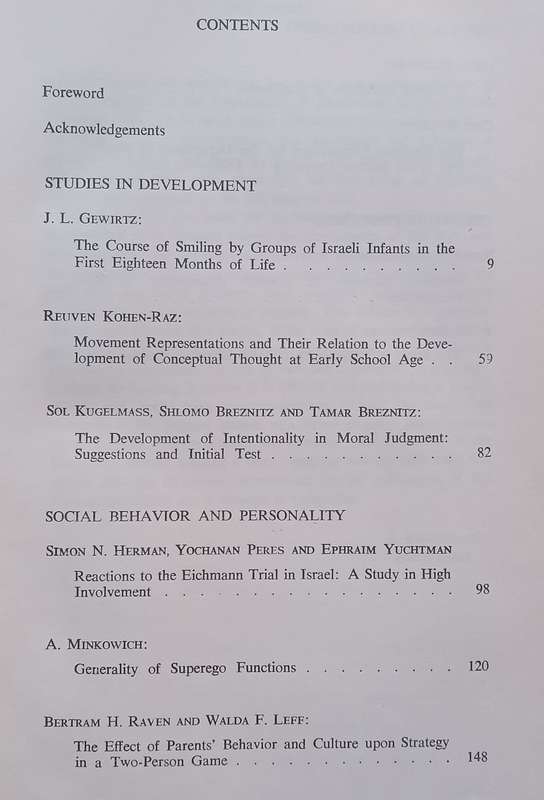 CONTENTS
Foreword
Acknowledgements
STUDIES IN DEVELOPMENT
J. L. GEWIRTZ:
The Course of Smiling by Groups of Israeli Infants in the
First Eighteen Months of Life . . . . . . . . . . 9
REUVEN KOHEN-RAZ:
Movement Representations and Their Relation to the Deve-
lopment of Conceptual Thought at Early School Age . . 59
SOL KUGELMASS, SHLOMO BREZNITZ AND TAMAR BREZNITZ:
The Development of Intentionality in Moral Judgment:
Suggestions and Initial Test . . . . . . . . . . . 82
SOCIAL BEHAVIOR AND PERSONALITY
SIMON N. HERMAN, YOCHANAN PERES AND EPHRAIM YUCHTMAN
Reactions to the Eichmann Trial in Israel: A Study in High
Involvement . . . . . . . . . . . . . . . . 98
A. MINKOWICH:
Generality of Superego Functions . . . . . . . . . 120
BERTRAM H. RAVEN AND WALDA F. LEFF:
The Effect of Parents' Behavior and Culture upon Strategy
in a Two-Person Game . . . . . . . . . . . . . 148